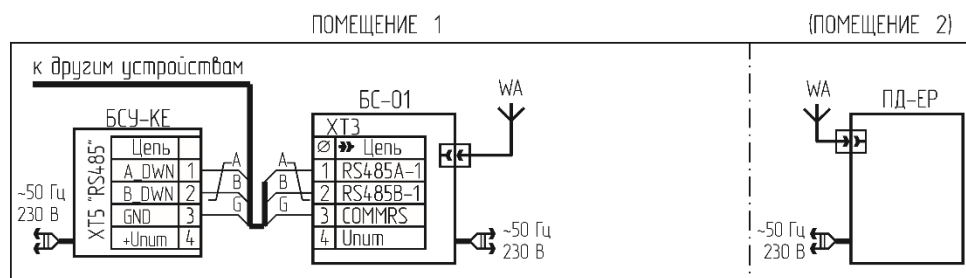 ПОМЕЩЕНИЕ 1
(ПОМЕЩЕНИЕ 2)
к другим устройствам
БСУ-КЕ
XT5 "RS485"
Цепь
A_DWN 1
B_DWN 2
GND 3
+Uпит 4
~50 Гц
230 В
A
B
G
A
B
G
БС-01
XT3
Ø Цепь
1 RS485A-1
2 RS485B-1
3 COMMRS
4 Uпит
WA
~50 Гц
230 В
WA
ПД-ЕР
~50 Гц
230 В